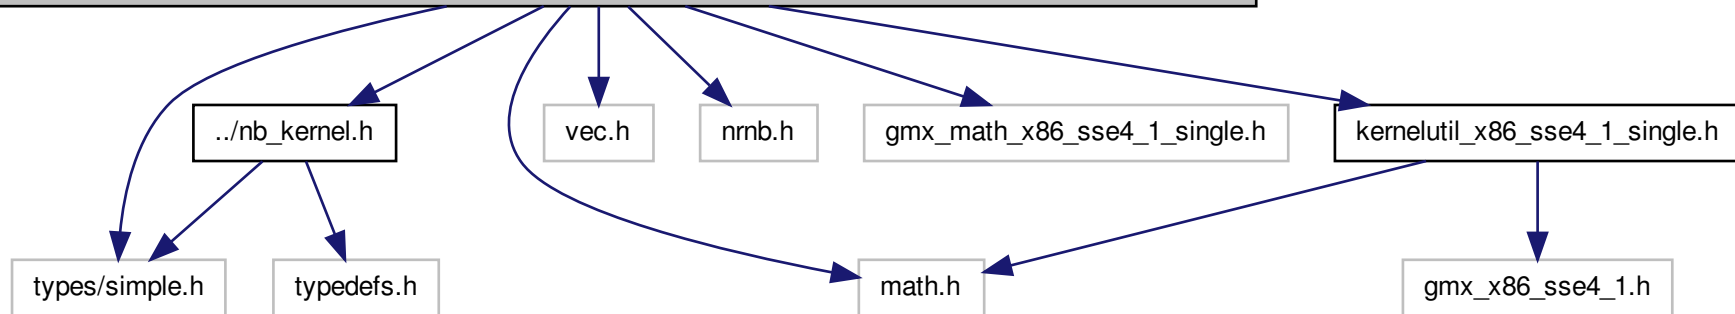 ../nb_kernel.h
vec.h
nrnb.h
gmx_math_x86_sse4_1_single.h
kernelutil_x86_sse4_1_single.h
types/simple.h
typedefs.h
math.h
gmx_x86_sse4_1.h